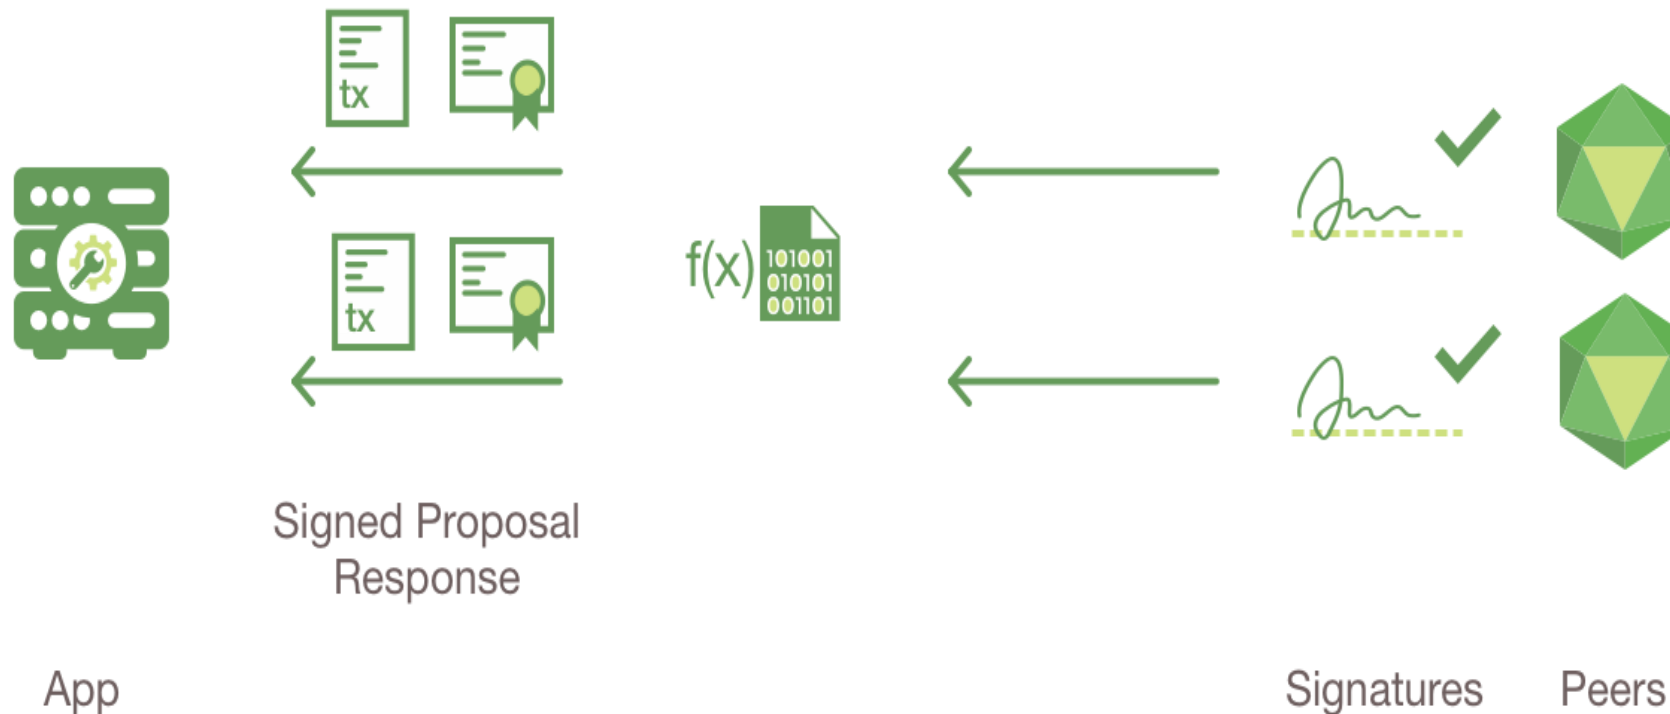 tx
tx
f(x)
101001
010101
001101
Signed Proposal
Response
App
Signatures
Peers